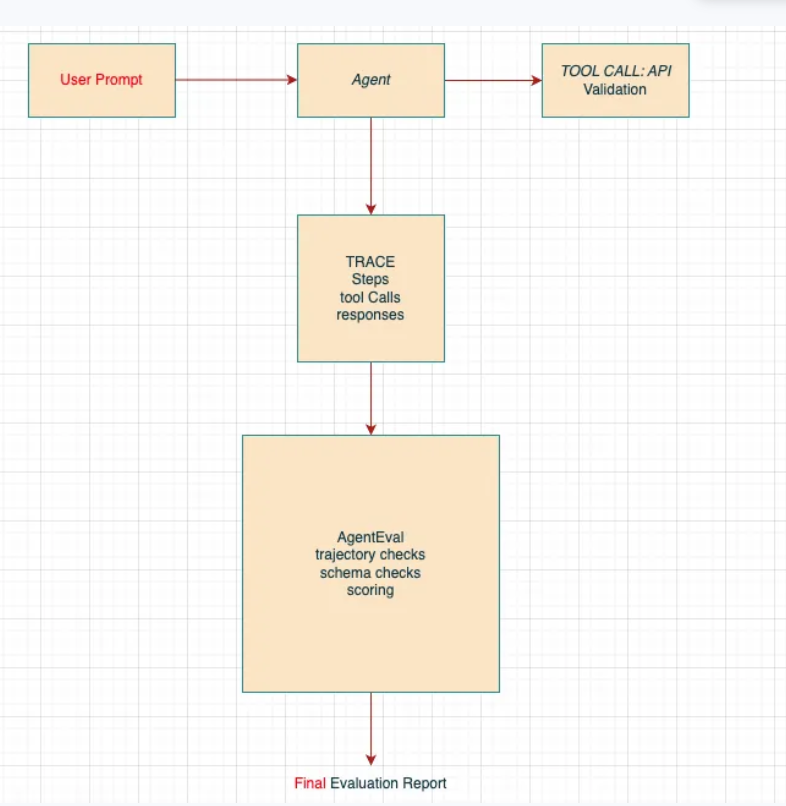 User Prompt
Agent
TOOL CALL: API
Validation
TRACE
Steps
tool Calls
responses
AgentEval
trajectory checks
schema checks
scoring
Final Evaluation Report